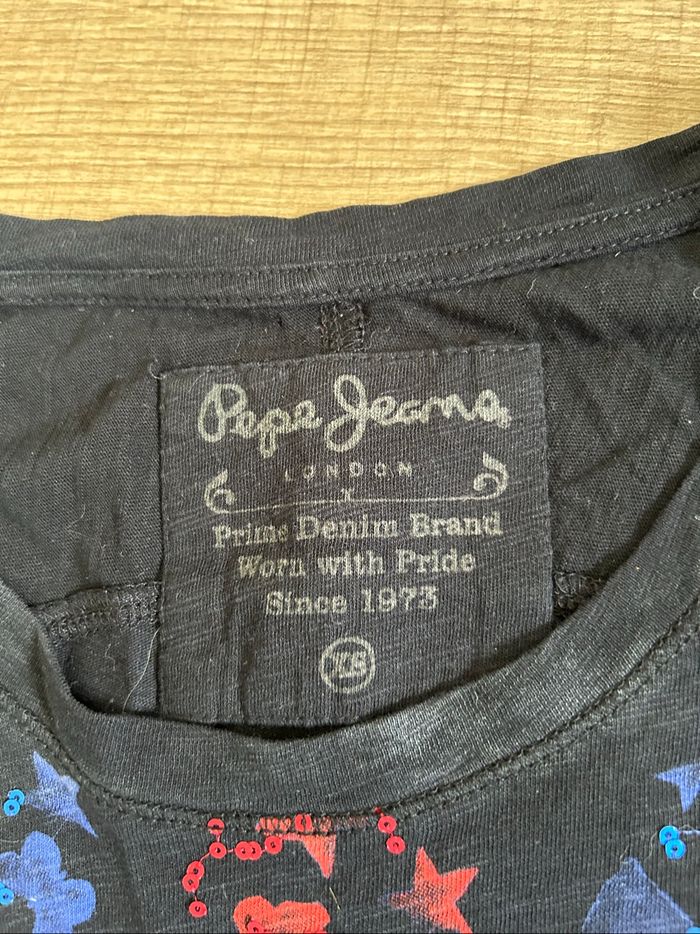 Pepe Jeans
LONDON
Prime Denim Brand
Worn with Pride
Since 1973
XS